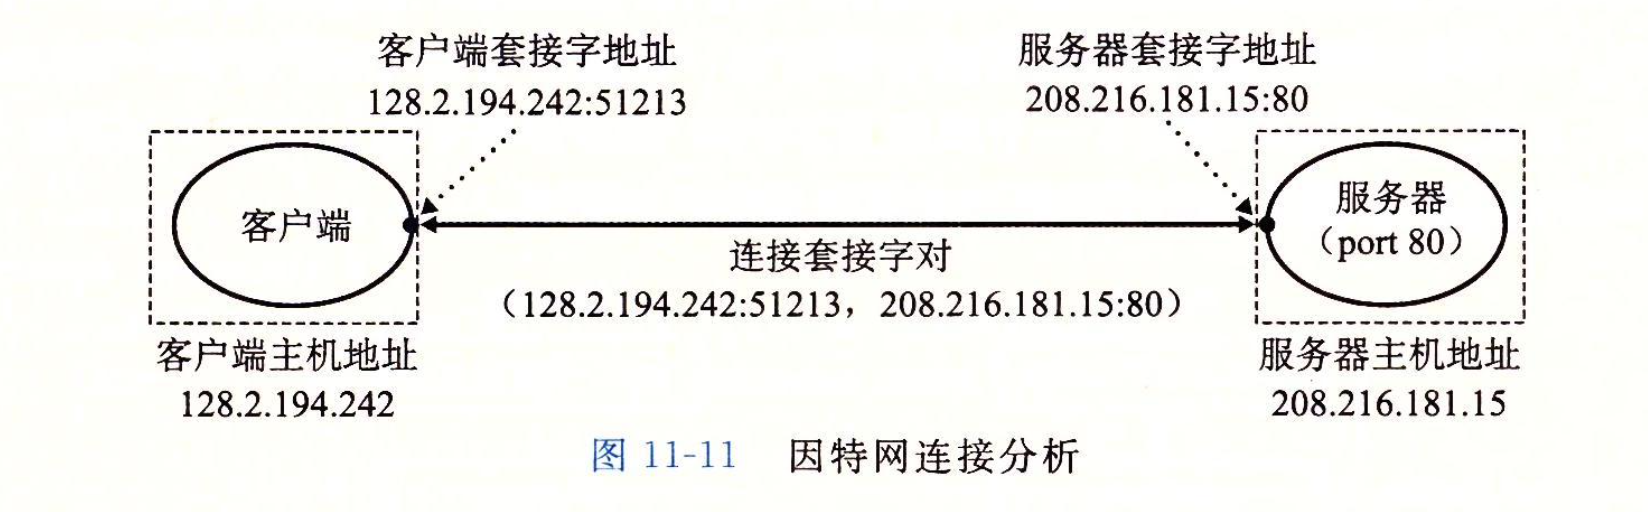 客户端套接字地址
128.2.194.242:51213
服务器套接字地址
208.216.181.15:80
客户端
服务器
（port 80）
连接套接字对
（128.2.194.242:51213，208.216.181.15:80）
客户端主机地址
128.2.194.242
服务器主机地址
208.216.181.15
图 11-11 因特网连接分析